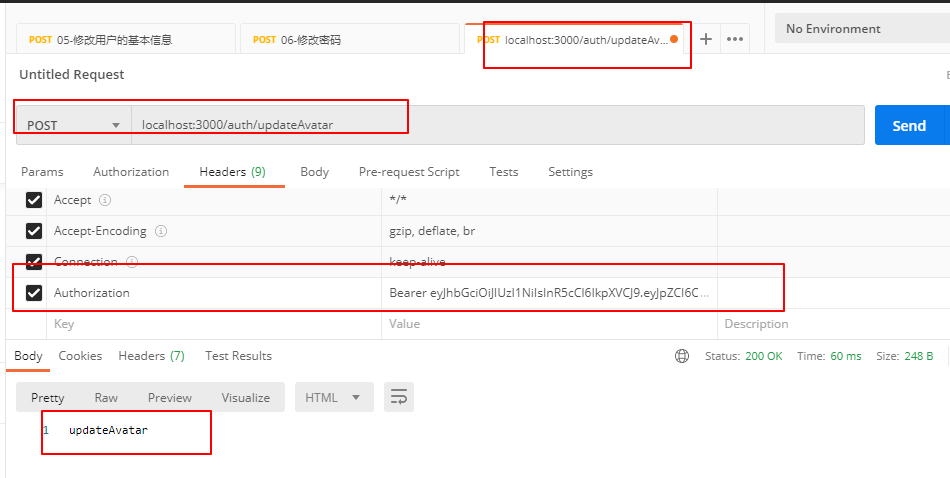 POST 05-修改用户的基本信息 POST 06-修改密码 POST localhost:3000/auth/updateAv... + ••• No Environment
Untitled Request
POST localhost:3000/auth/updateAvatar Send
Params Authorization Headers (9) Body Pre-request Script Tests Settings
Accept */*
Accept-Encoding gzip, deflate, br
Connection keep-alive
Authorization Bearer eyJhbGciOiJIUzI1NiIsInR5cCI6IkpXVCJ9.eyJpZCI6C...
Key Value Description
Body Cookies Headers (7) Test Results Status: 200 OK Time: 60 ms Size: 248 B
Pretty Raw Preview Visualize HTML
1 updateAvatar